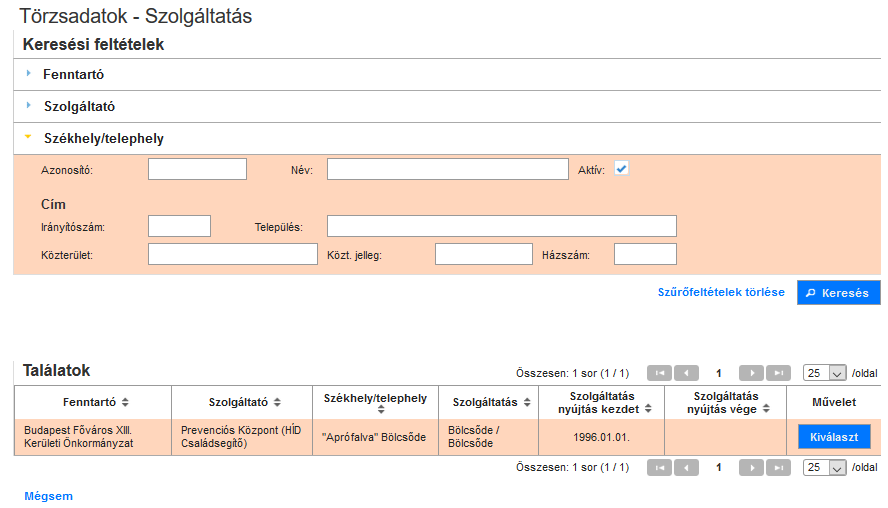 Törzsadatok - Szolgáltatás
Keresési feltételek
Fenntartó
Szolgáltató
Székhely/telephely
Azonosító: Név: Aktív:
Cím
Irányítószám: Település:
Közterület: Közt. jelleg: Házszám:
Szűrőfeltételek törlése Keresés
Találatok Összesen: 1 sor (1 / 1) 1 25 /oldal
Fenntartó Szolgáltató Székhely/telephely Szolgáltatás Szolgáltatás nyújtás kezdet Szolgáltatás nyújtás vége Művelet
Budapest Főváros XIII. Kerületi Önkormányzat Prevenciós Központ (HÍD Családsegítő) "Aprófalva" Bölcsőde Bölcsőde / Bölcsőde 1996.01.01. Kiválaszt
Összesen: 1 sor (1 / 1) 1 25 /oldal
Mégsem